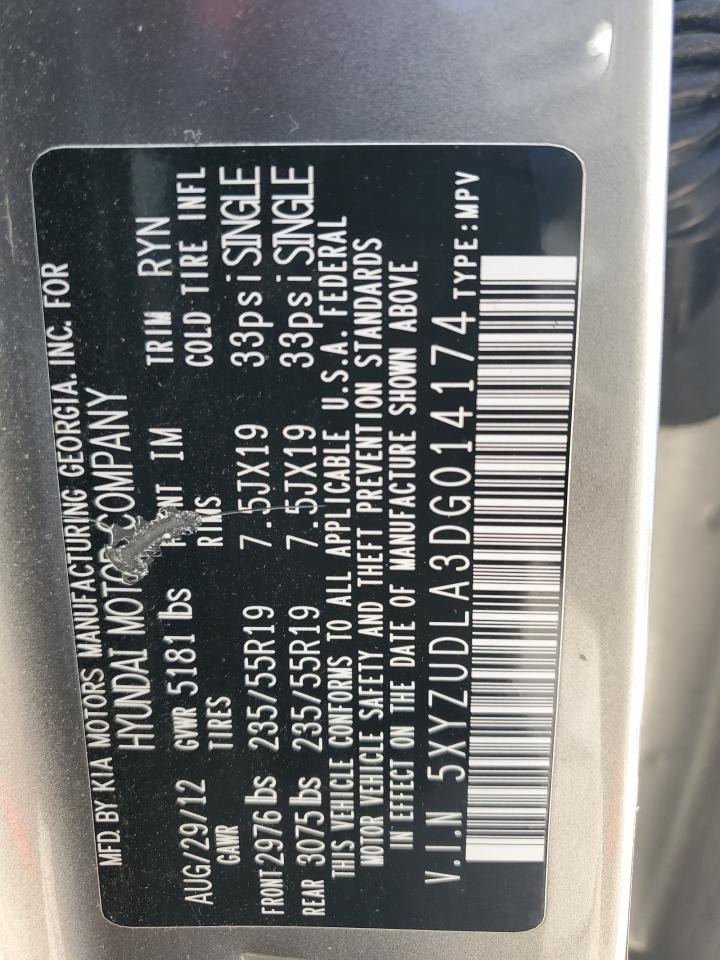 MFD. BY KIA MOTORS MANUFACTURING GEORGIA. INC. FOR
HYUNDAI MOTOR COMPANY
AUG/29/12 GVWR 5181 lbs IM TRIM RYN
GAWR TIRES RIMS COLD TIRE INFL
FRONT 2976 lbs 235/55R19 7.5JX19 33psi SINGLE
REAR 3075 lbs 235/55R19 7.5JX19 33psi SINGLE
THIS VEHICLE CONFORMS TO ALL APPLICABLE U.S.A. FEDERAL
MOTOR VEHICLE SAFETY AND THEFT PREVENTION STANDARDS
IN EFFECT ON THE DATE OF MANUFACTURE SHOWN ABOVE
V.I.N 5XYZUDLA3DG014174 TYPE:MPV